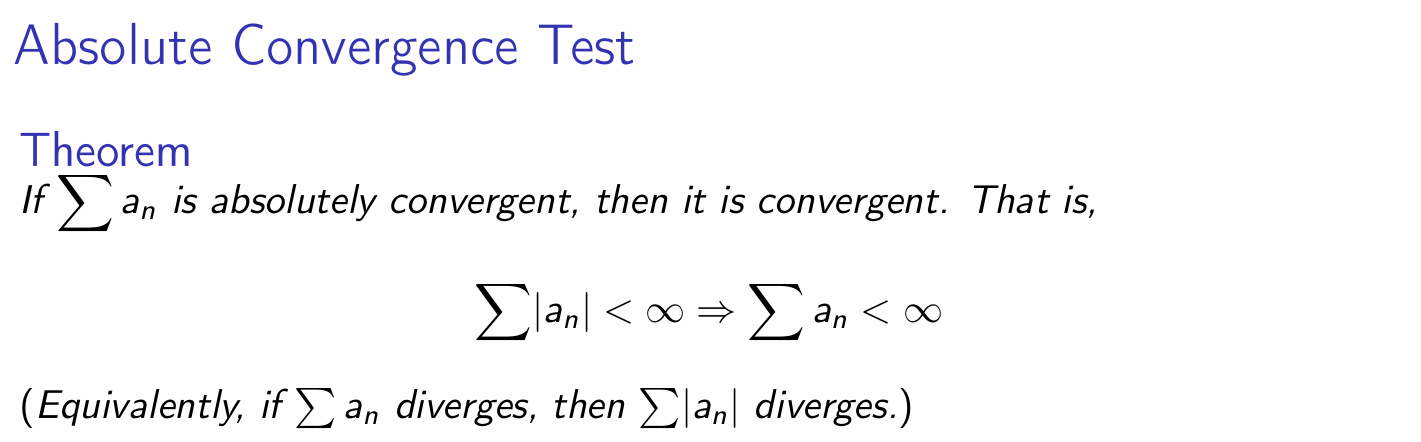 Absolute Convergence Test
Theorem
If ∑ aₙ is absolutely convergent, then it is convergent. That is,
∑|aₙ| < ∞ ⇒ ∑ aₙ < ∞
(Equivalently, if ∑ aₙ diverges, then ∑|aₙ| diverges.)